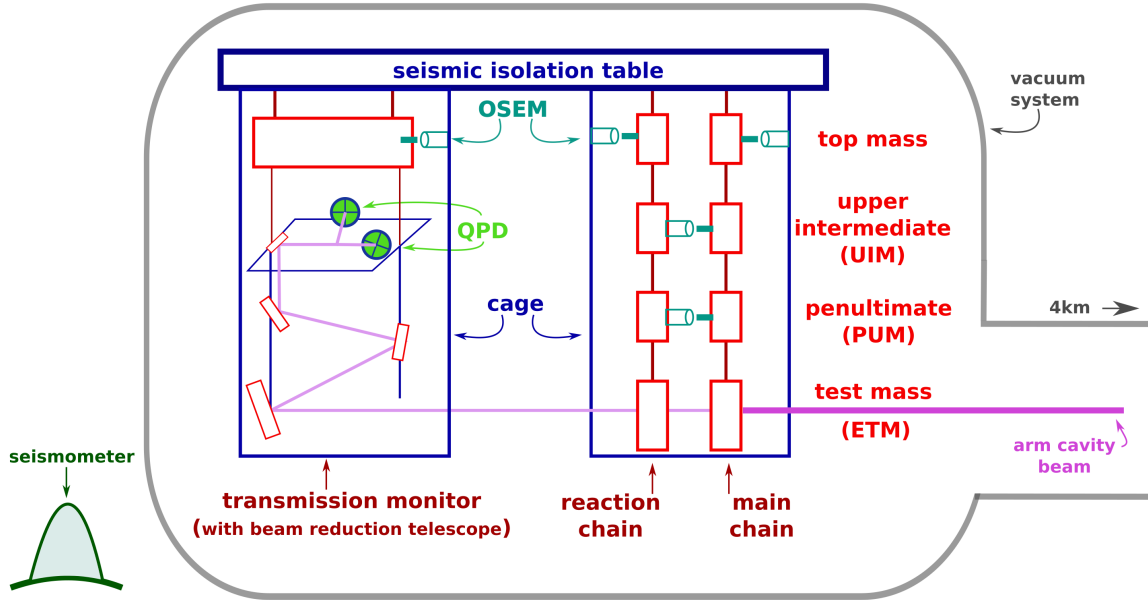 seismic isolation table
vacuum
system
OSEM
top mass
upper
intermediate
(UIM)
QPD
cage
penultimate
(PUM)
4km
test mass
(ETM)
arm cavity
beam
seismometer
transmission monitor
(with beam reduction telescope)
reaction
chain
main
chain